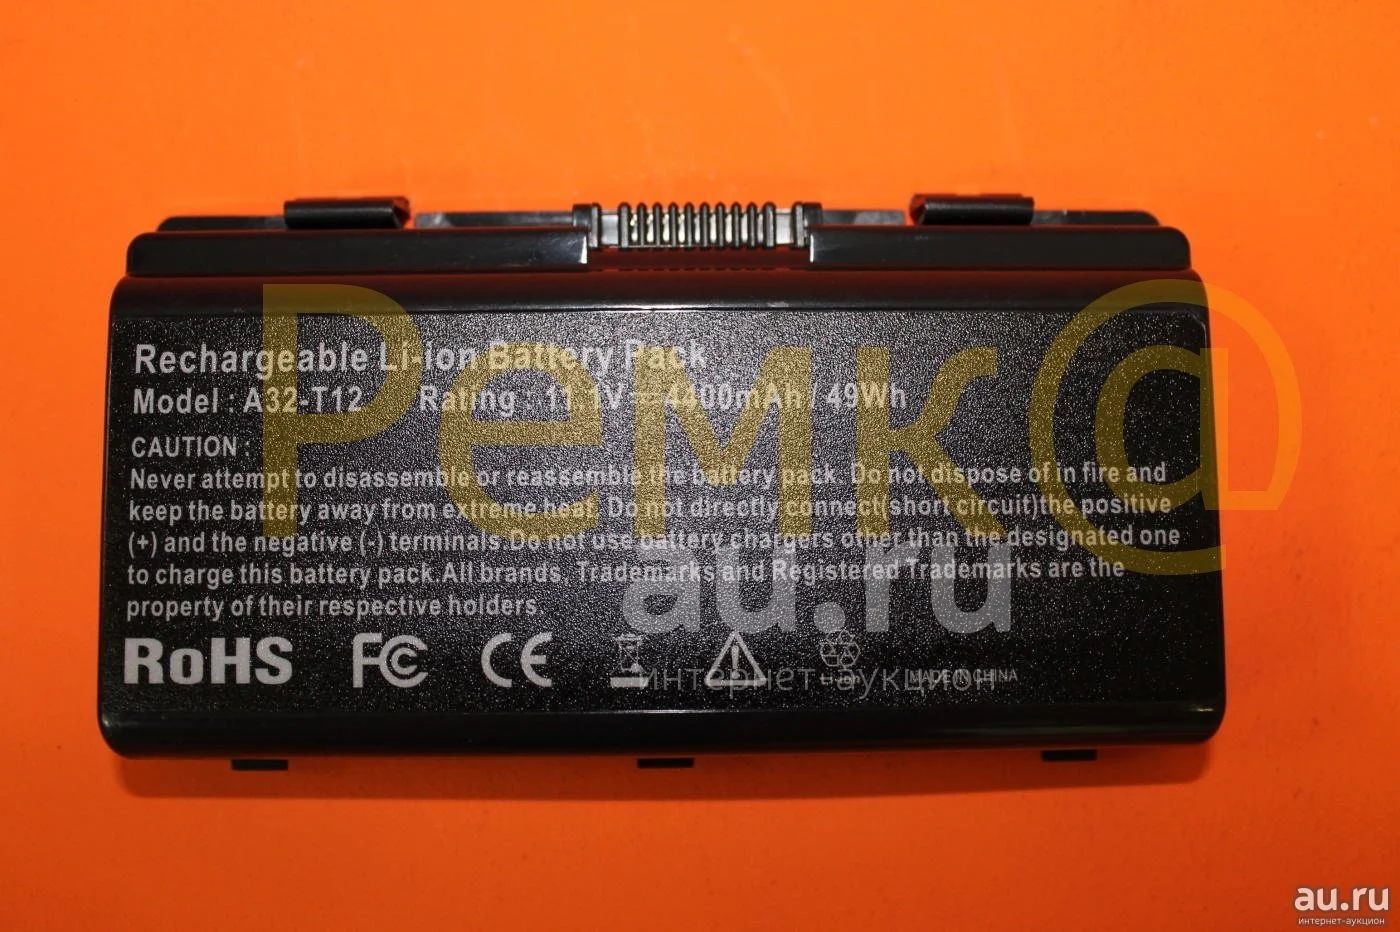 Rechargeable Li-ion Battery Pack
Model : A32-T12 Rating : 11.1V ⎓ 4400mAh / 49Wh
CAUTION :
Never attempt to disassemble or reassemble the battery pack. Do not dispose of in fire and
keep the battery away from extreme heat. Do not directly connect(short circuit)the positive
(+) and the negative (-) terminals.Do not use battery chargers other than the designated one
to charge this battery pack.All brands, Trademarks and Registered Trademarks are the
property of their respective holders.
RoHS FC CE Li-ion MADE IN CHINA
Ремк@
au.ru
интернет-аукцион
au.ru
интернет-аукцион